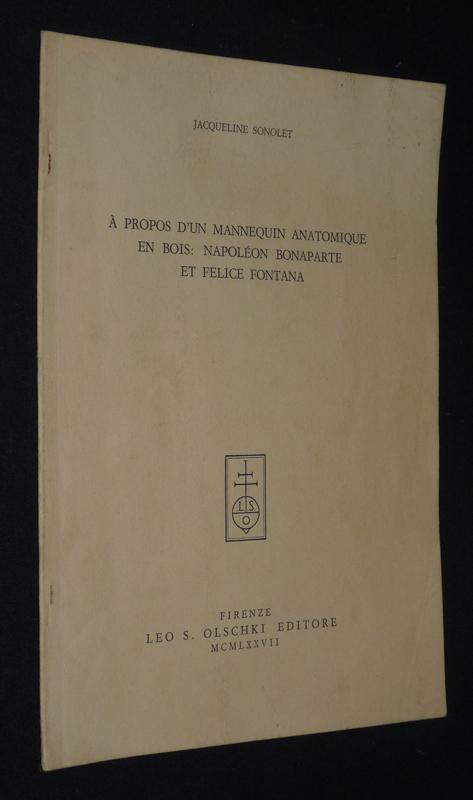 JACQUELINE SONOLET
À PROPOS D'UN MANNEQUIN ANATOMIQUE
EN BOIS: NAPOLÉON BONAPARTE
ET FELICE FONTANA
L S
O
FIRENZE
LEO S. OLSCHKI EDITORE
MCMLXXVII